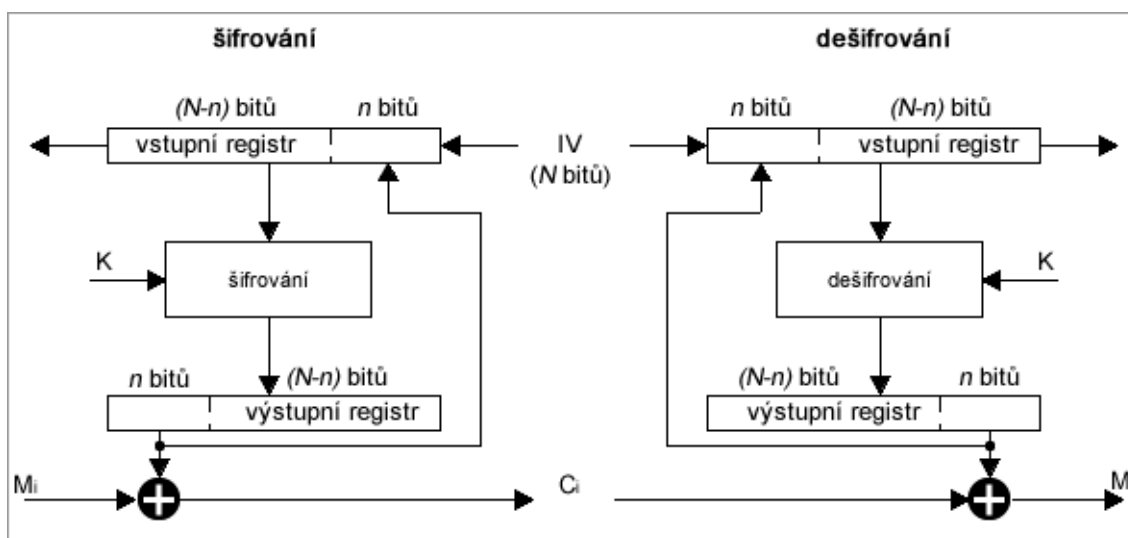 šifrování
dešifrování
(N-n) bitů
n bitů
n bitů
(N-n) bitů
vstupní registr
IV
(N bitů)
vstupní registr
K
šifrování
dešifrování
K
n bitů
(N-n) bitů
(N-n) bitů
n bitů
výstupní registr
výstupní registr
Mi
Ci
M